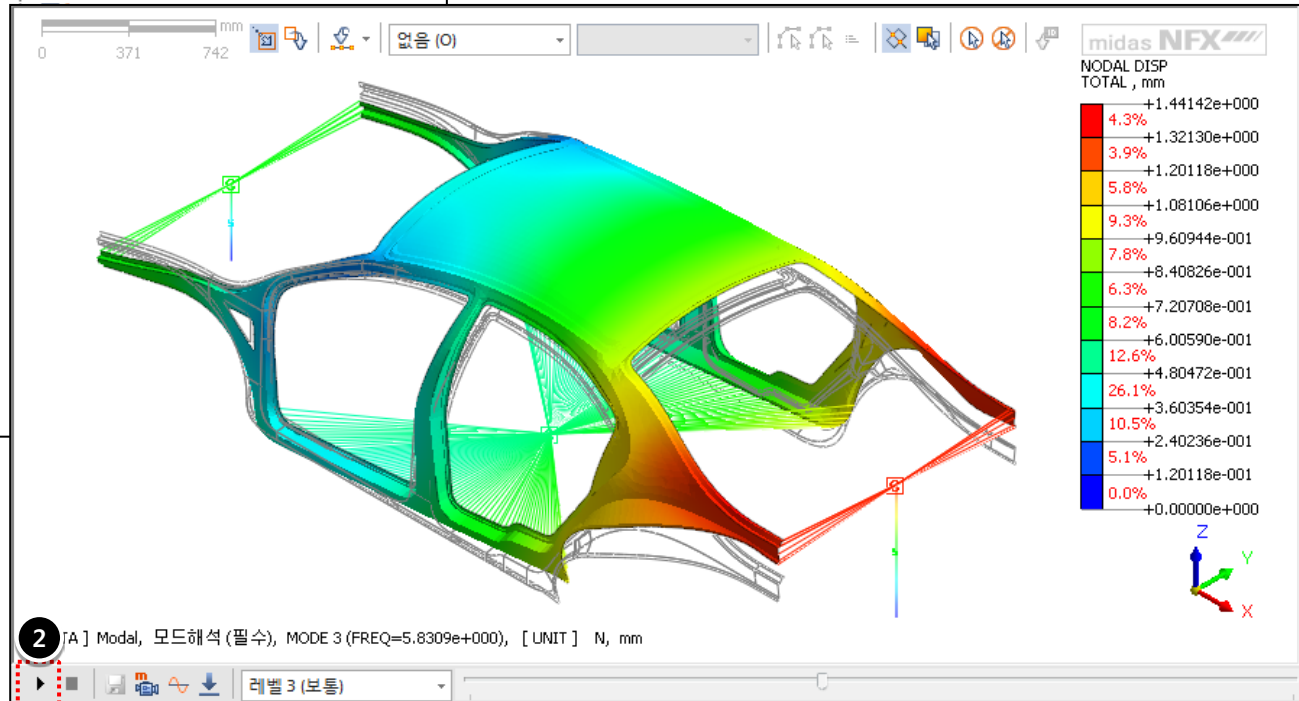 mm
0 371 742
없음 (O)
midas NFX
NODAL DISP
TOTAL , mm
+1.44142e+000
4.3%
+1.32130e+000
3.9%
+1.20118e+000
5.8%
+1.08106e+000
9.3%
+9.60944e-001
7.8%
+8.40826e-001
6.3%
+7.20708e-001
8.2%
+6.00590e-001
12.6%
+4.80472e-001
26.1%
+3.60354e-001
10.5%
+2.40236e-001
5.1%
+1.20118e-001
0.0%
+0.00000e+000
Z
Y
X
2
TA ] Modal, 모드해석 (필수), MODE 3 (FREQ=5.8309e+000), [ UNIT ] N, mm
레벨 3 (보통)